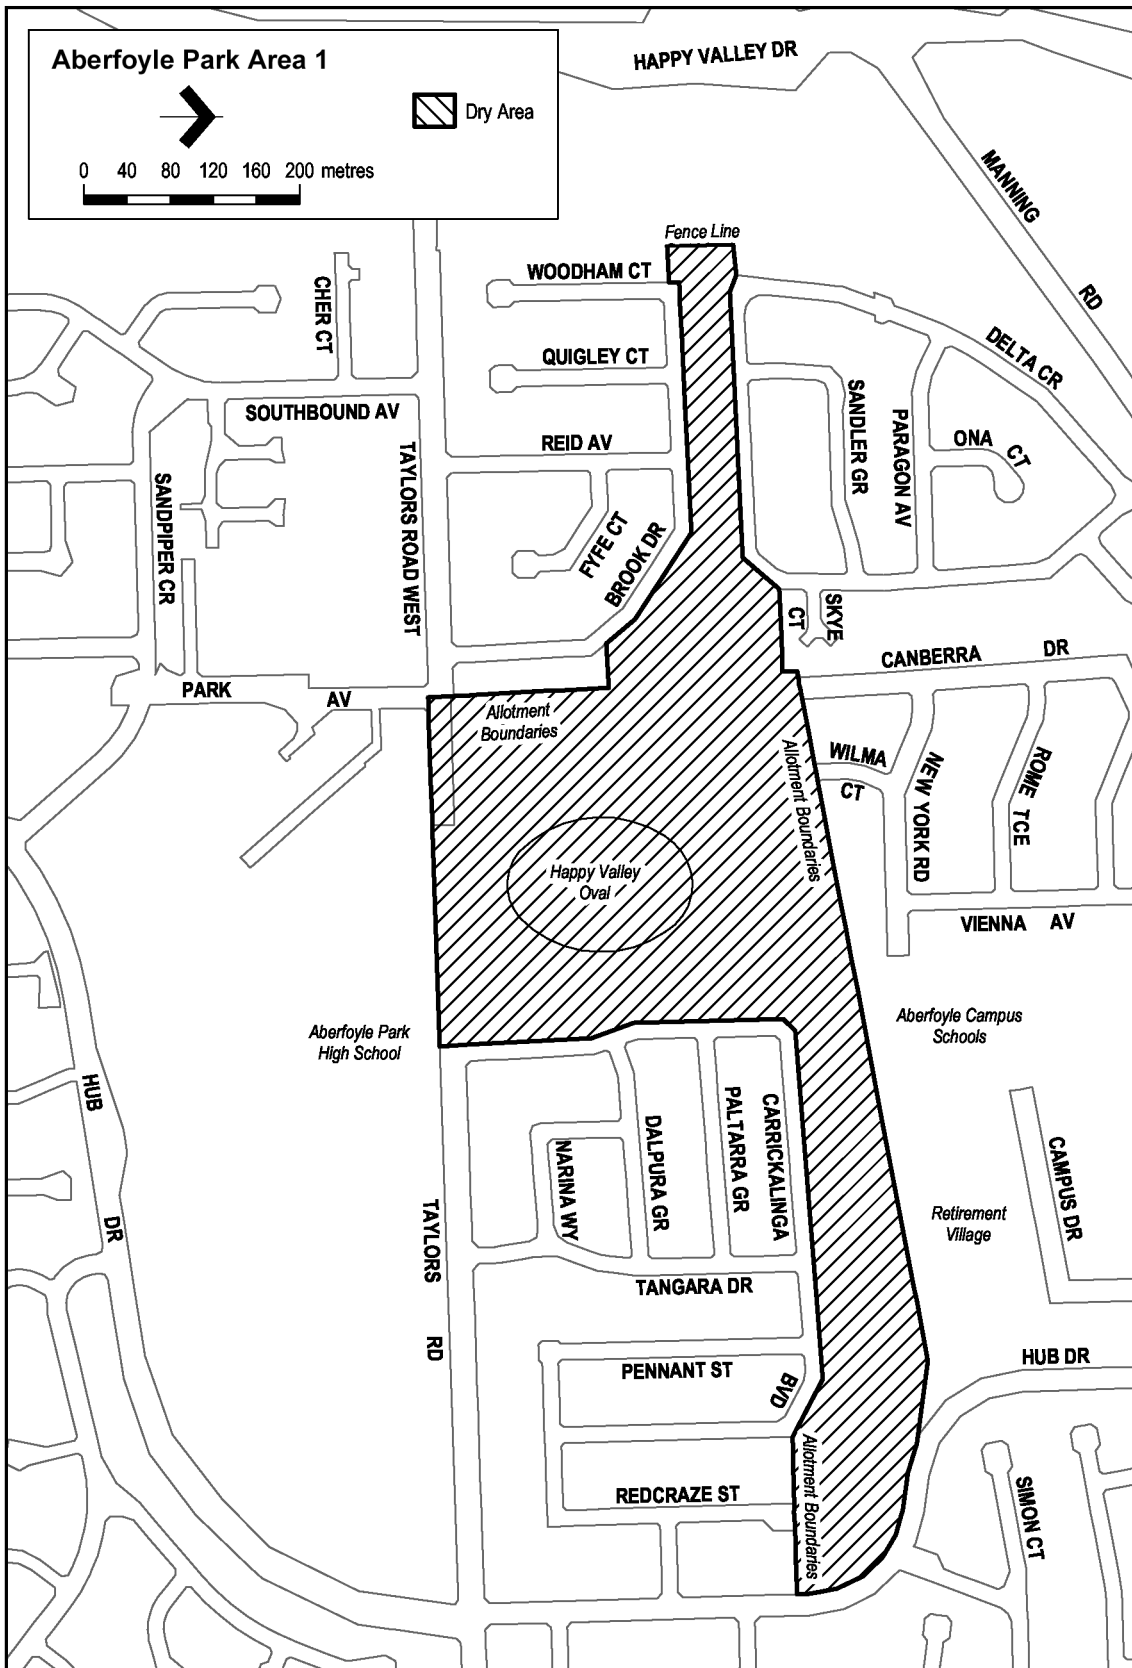 Aberfoyle Park Area 1
Dry Area
0 40 80 120 160 200 metres
HAPPY VALLEY DR
MANNING
RD
Fence Line
WOODHAM CT
CHER CT
QUIGLEY CT
DELTA CR
SOUTHBOUND AV
SANDLER GR
PARAGON AV
ONA
CT
REID AV
TAYLORS ROAD WEST
SANDPIPER CR
FYFE CT
BROOK DR
CT
SKYE
CANBERRA
DR
PARK
AV
Allotment
Boundaries
Allotment Boundaries
WILMA
CT
NEW YORK RD
ROME
TCE
Happy Valley
Oval
VIENNA AV
Aberfoyle Park
High School
Aberfoyle Campus
Schools
HUB
DR
NARINA WY
DALPURA GR
PALTARRA GR
CARRICKALINGA
CAMPUS DR
TAYLORS
RD
Retirement
Village
TANGARA DR
PENNANT ST
BVD
HUB DR
Allotment Boundaries
REDCRAZE ST
SIMON CT